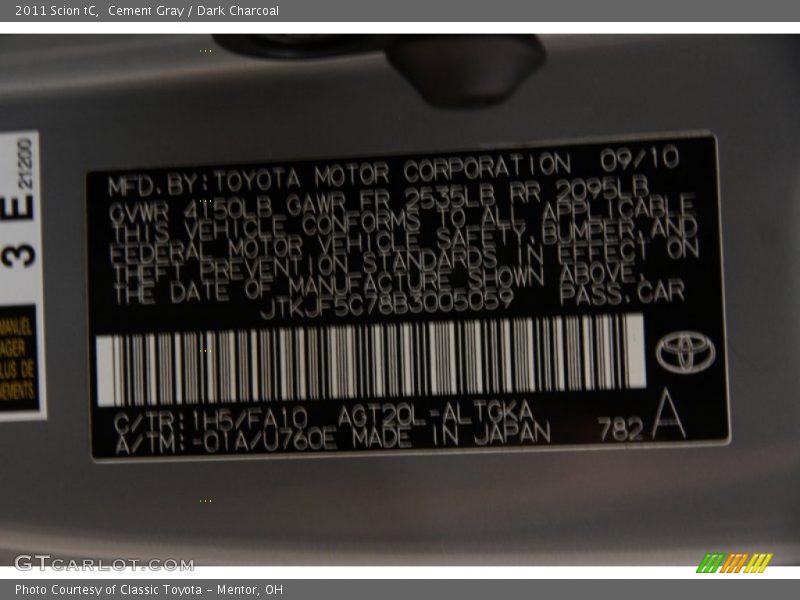 2011 Scion tC,  Cement Gray / Dark Charcoal
MFD.BY:TOYOTA MOTOR CORPORATION 09/10
GVWR 4150LB GAWR FR 2535LB RR 2095LB
THIS VEHICLE CONFORMS TO ALL APPLICABLE
FEDERAL MOTOR VEHICLE SAFETY,BUMPER,AND
THEFT PREVENTION STANDARDS IN EFFECT ON
THE DATE OF MANUFACTURE SHOWN ABOVE.
JTKJF5C78B3005059 PASS.CAR
C/TR:1H5/FA10 AGT20L-ALTGKA
A/TM:-01A/U760E MADE IN JAPAN 782 A
3 E
21200
MANUEL
LUS DE
GTCARLOT.COM
Photo Courtesy of Classic Toyota – Mentor, OH